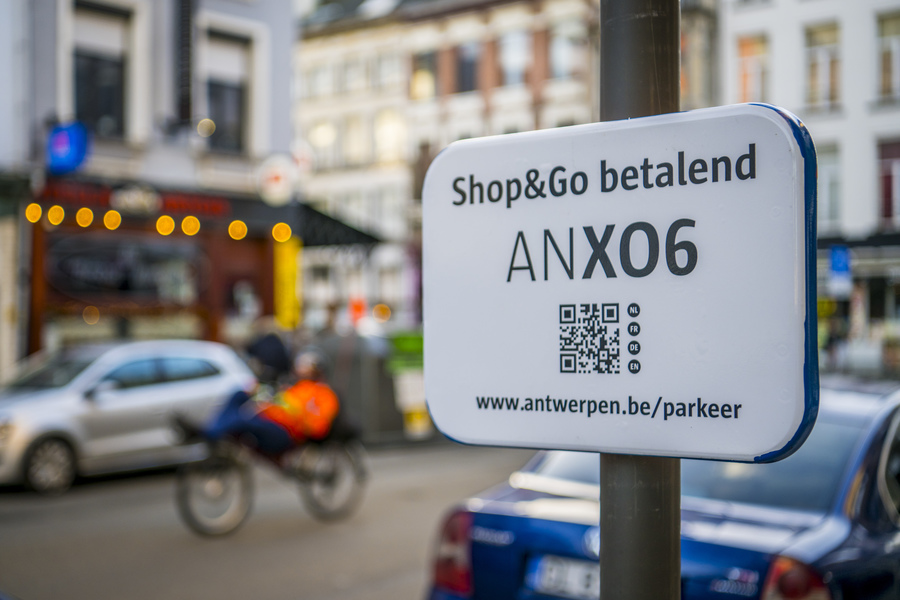 Shop&Go betalend
ANX06
NL
FR
DE
EN
www.antwerpen.be/parkeer